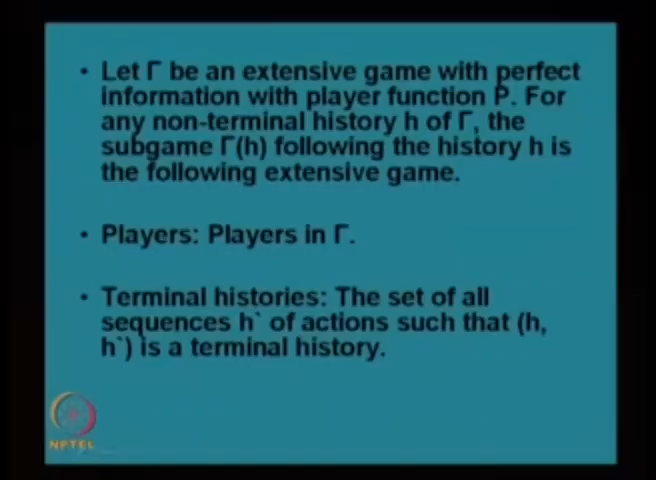 • Let Γ be an extensive game with perfect
information with player function P. For
any non-terminal history h of Γ, the
subgame Γ(h) following the history h is
the following extensive game.
• Players: Players in Γ.
• Terminal histories: The set of all
sequences h` of actions such that (h,
h`) is a terminal history.
NPTEL